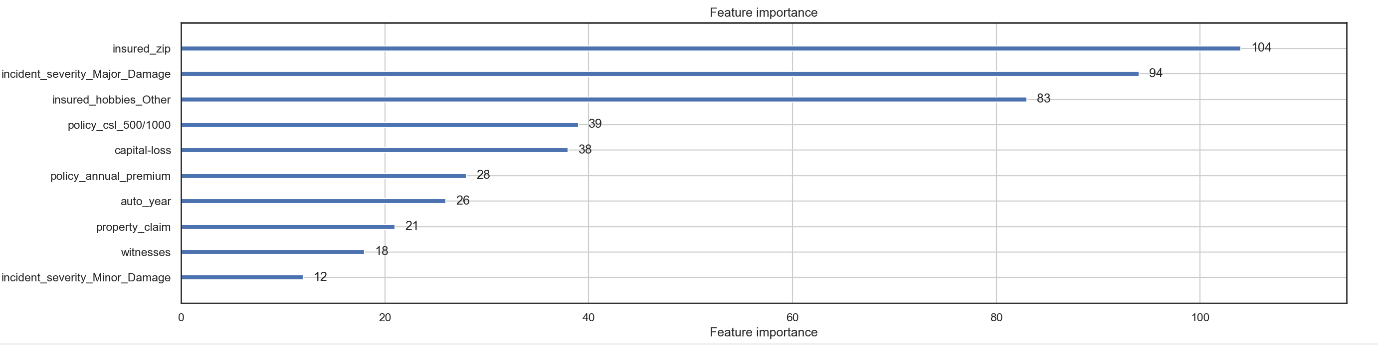 Feature importance
insured_zip 104
incident_severity_Major_Damage 94
insured_hobbies_Other 83
policy_csl_500/1000 39
capital-loss 38
policy_annual_premium 28
auto_year 26
property_claim 21
witnesses 18
incident_severity_Minor_Damage 12
0 20 40 60 80 100
Feature importance